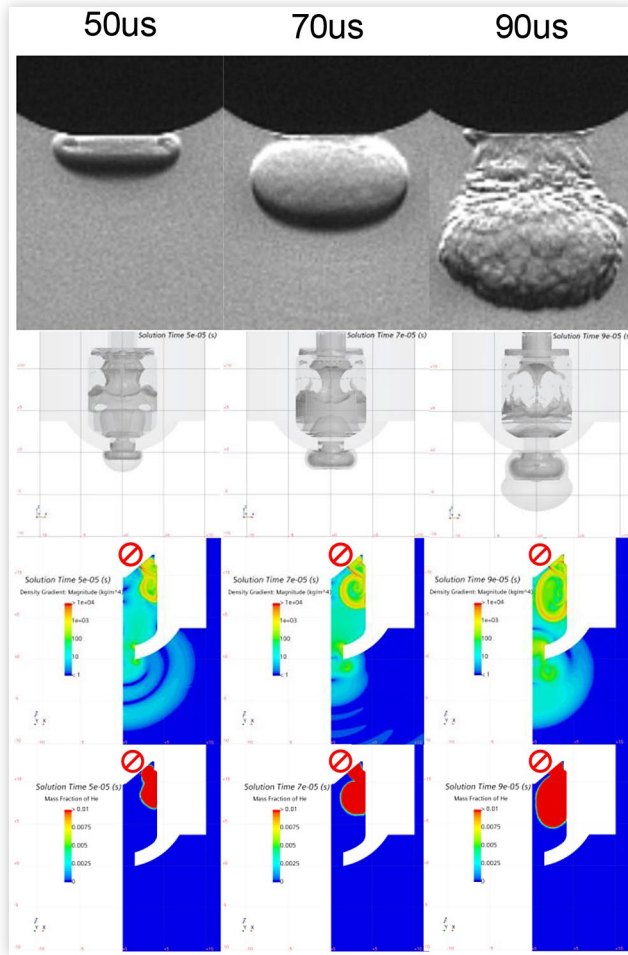 50us 70us 90us
Solution Time 5e-05 (s) Solution Time 7e-05 (s) Solution Time 9e-05 (s)
Solution Time 5e-05 (s) Solution Time 7e-05 (s) Solution Time 9e-05 (s)
Density Gradient: Magnitude (kg/m^4) Density Gradient: Magnitude (kg/m^4) Density Gradient: Magnitude (kg/m^4)
> 1e+04 > 1e+04 > 1e+04
1e+03 1e+03 1e+03
100 100 100
10 10 10
< 1 < 1 < 1
Solution Time 5e-05 (s) Solution Time 7e-05 (s) Solution Time 9e-05 (s)
Mass Fraction of He Mass Fraction of He Mass Fraction of He
> 0.01 > 0.01 > 0.01
0.0075 0.0075 0.0075
0.005 0.005 0.005
0.0025 0.0025 0.0025
0 0 0